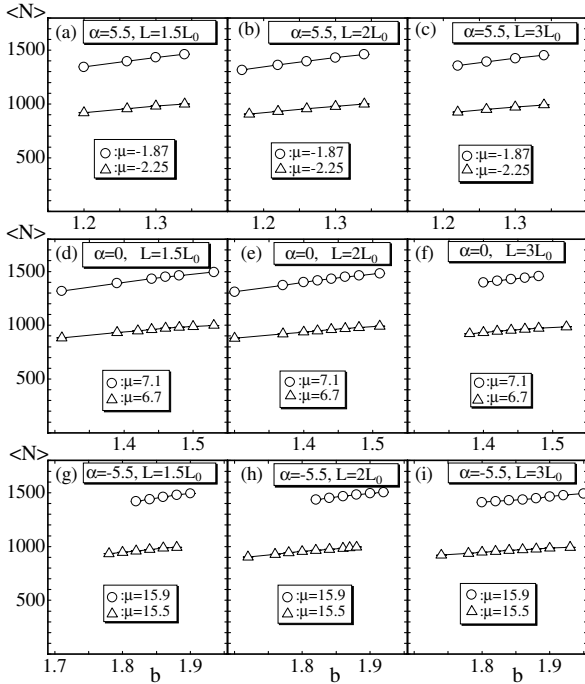 <N>
(a) α=5.5, L=1.5L₀
(b) α=5.5, L=2L₀
(c) α=5.5, L=3L₀
1500
1000
500
:μ=-1.87
:μ=-2.25
:μ=-1.87
:μ=-2.25
:μ=-1.87
:μ=-2.25
1.2 1.3 1.2 1.3 1.3
<N>
(d) α=0, L=1.5L₀
(e) α=0, L=2L₀
(f) α=0, L=3L₀
1500
1000
500
:μ=7.1
:μ=6.7
:μ=7.1
:μ=6.7
:μ=7.1
:μ=6.7
1.4 1.5 1.4 1.5 1.4 1.5
<N>
(g) α=-5.5, L=1.5L₀
(h) α=-5.5, L=2L₀
(i) α=-5.5, L=3L₀
1500
1000
500
:μ=15.9
:μ=15.5
:μ=15.9
:μ=15.5
:μ=15.9
:μ=15.5
1.7 1.8 1.9 1.8 1.9 1.8 1.9
b b b